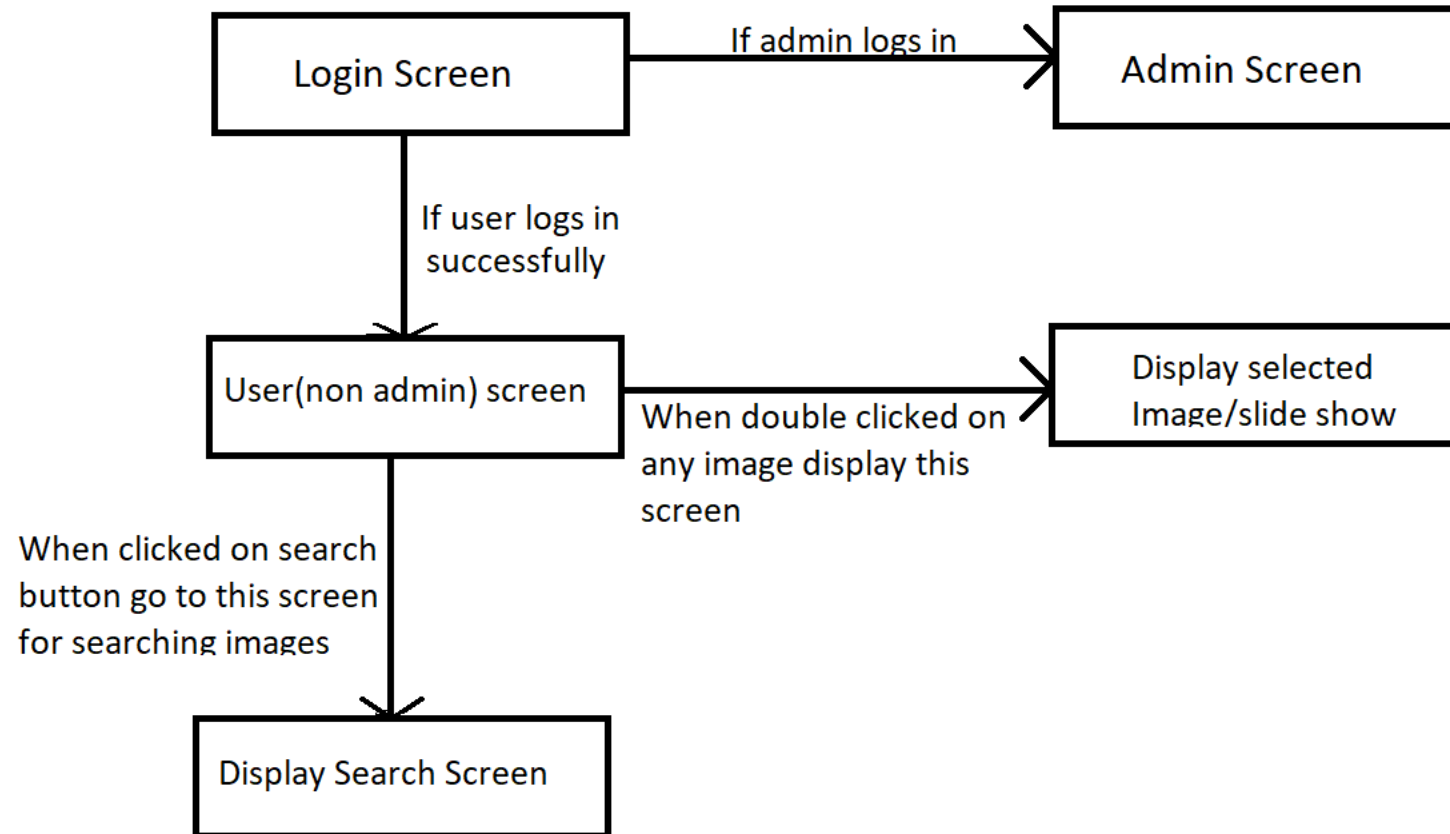 Login Screen
If admin logs in
Admin Screen
If user logs in
successfully
User(non admin) screen
When double clicked on
any image display this
screen
Display selected
Image/slide show
When clicked on search
button go to this screen
for searching images
Display Search Screen